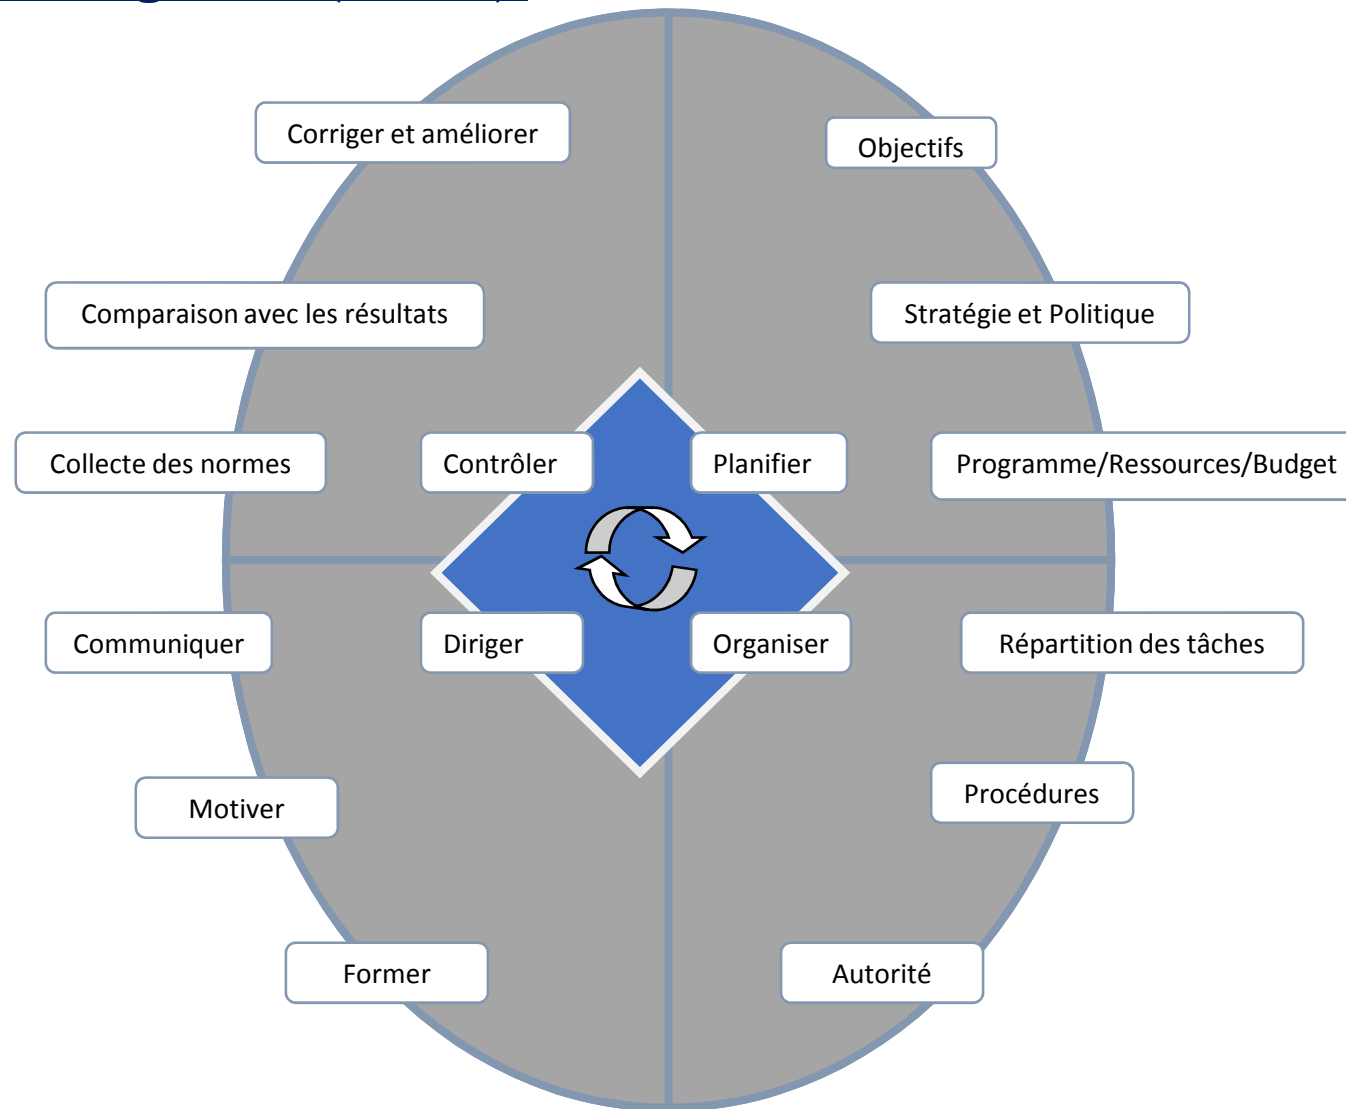 Corriger et améliorer
Objectifs
Comparaison avec les résultats
Stratégie et Politique
Collecte des normes
Contrôler
Planifier
Programme/Ressources/Budget
Communiquer
Diriger
Organiser
Répartition des tâches
Motiver
Procédures
Former
Autorité